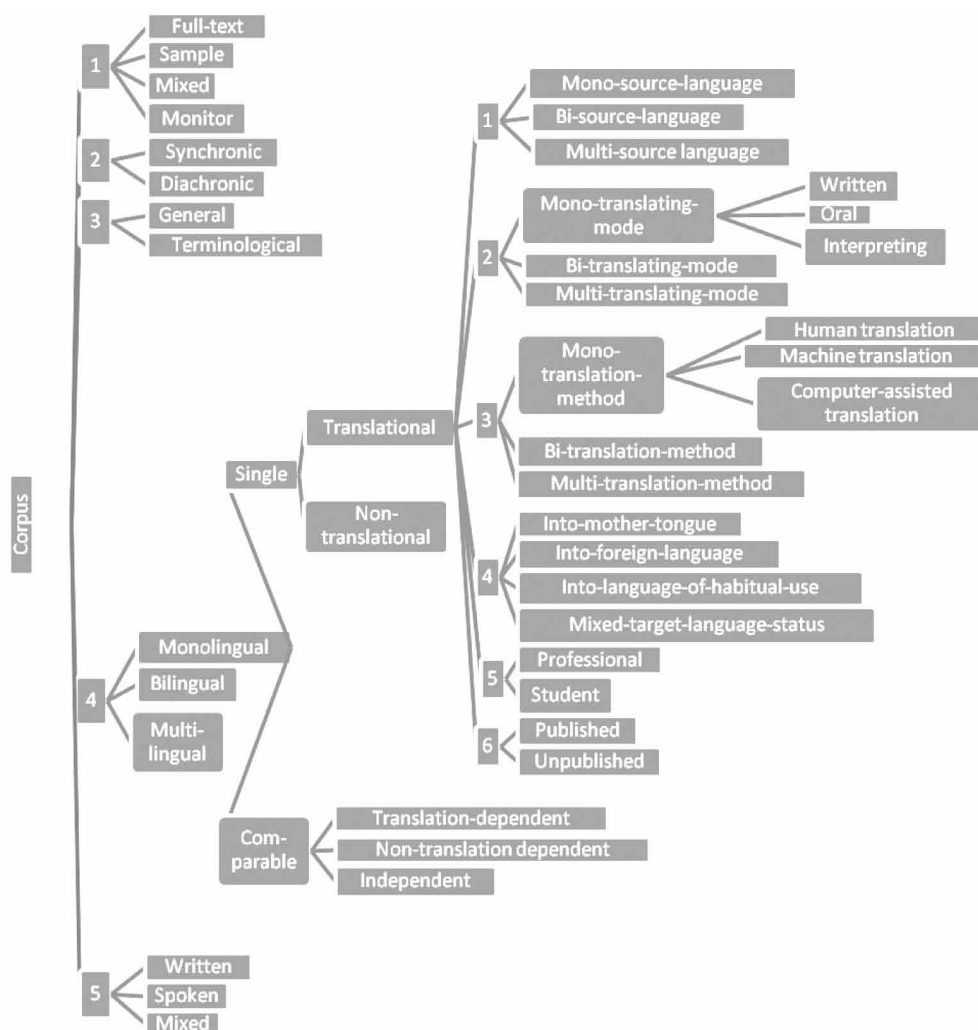 Corpus
1
Full-text
Sample
Mixed
Monitor
2
Synchronic
Diachronic
3
General
Terminological
4
Monolingual
Bilingual
Multi-
lingual
Single
Translational
1
Mono-source-language
Bi-source-language
Multi-source language
2
Mono-translating-
mode
Written
Oral
Interpreting
Bi-translating-mode
Multi-translating-mode
3
Mono-
translation-
method
Human translation
Machine translation
Computer-assisted
translation
Bi-translation-method
Multi-translation-method
4
Into-mother-tongue
Into-foreign-language
Into-language-of-habitual-use
Mixed-target-language-status
5
Professional
Student
6
Published
Unpublished
Non-
translational
Com-
parable
Translation-dependent
Non-translation dependent
Independent
5
Written
Spoken
Mixed